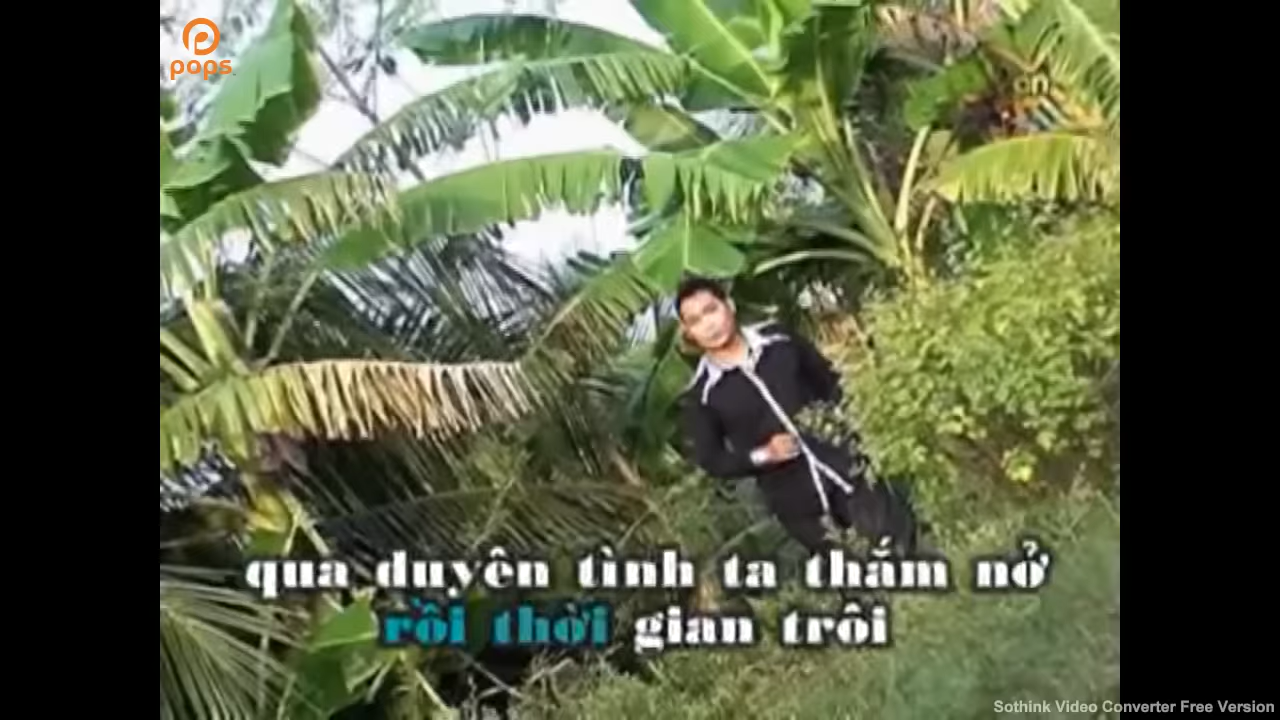 pops
qua duyên tình ta thắm nở
rồi thời gian trôi
Sothink Video Converter Free Version